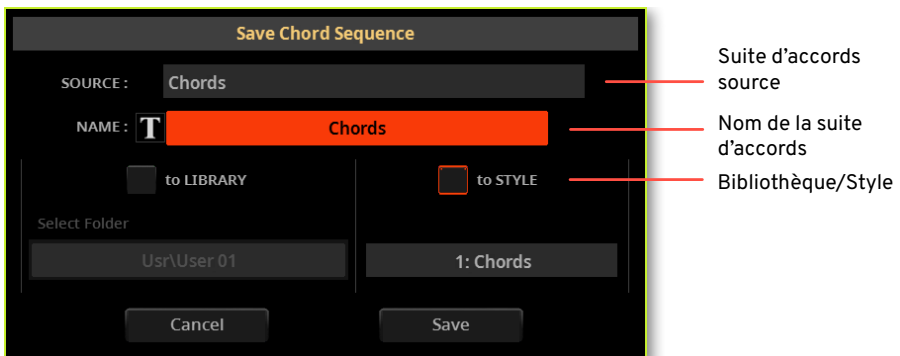 Save Chord Sequence
SOURCE : Chords
Suite d'accords
source
NAME : T Chords
Nom de la suite
d'accords
to LIBRARY
to STYLE
Bibliothèque/Style
Select Folder
Usr\User 01
1: Chords
Cancel
Save